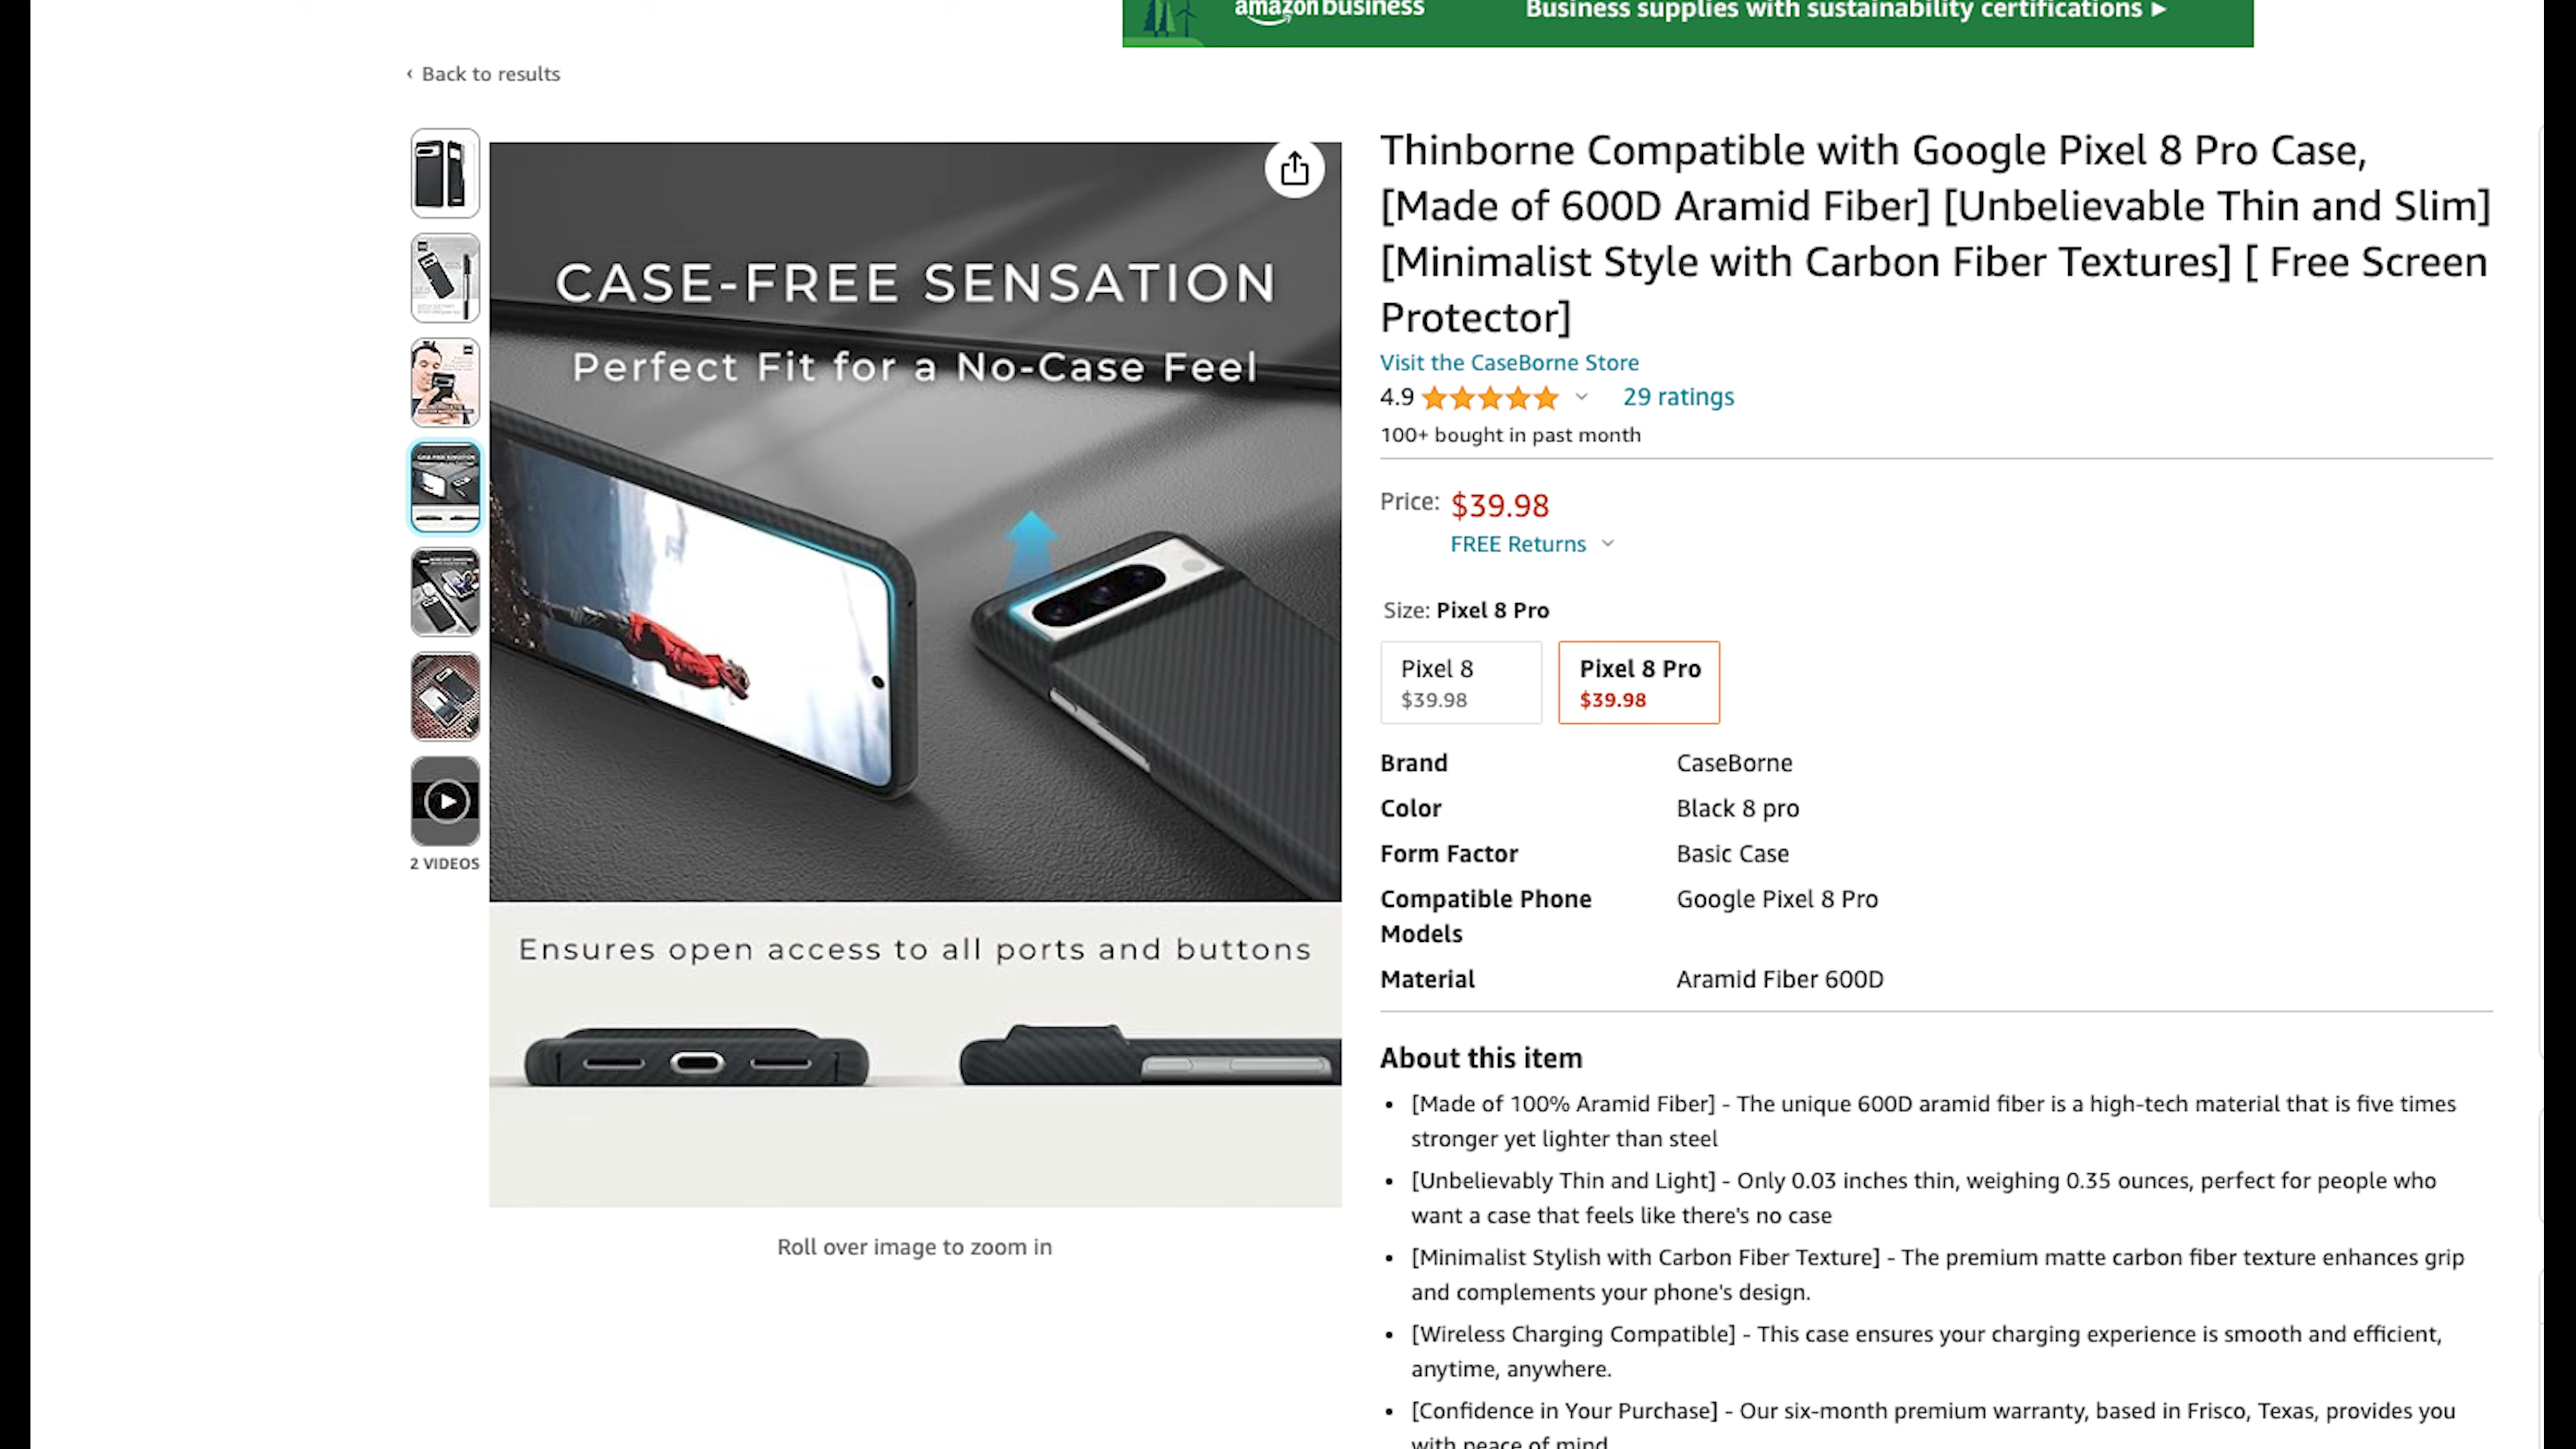 amazon business
Business supplies with sustainability certifications ▸
‹ Back to results
CASE-FREE SENSATION
Perfect Fit for a No-Case Feel
Ensures open access to all ports and buttons
2 VIDEOS
Roll over image to zoom in
Thinborne Compatible with Google Pixel 8 Pro Case,
[Made of 600D Aramid Fiber] [Unbelievable Thin and Slim]
[Minimalist Style with Carbon Fiber Textures] [ Free Screen
Protector]
Visit the CaseBorne Store
4.9 29 ratings
100+ bought in past month
Price: $39.98
FREE Returns
Size: Pixel 8 Pro
Pixel 8 Pixel 8 Pro
$39.98 $39.98
Brand CaseBorne
Color Black 8 pro
Form Factor Basic Case
Compatible Phone Google Pixel 8 Pro
Models
Material Aramid Fiber 600D
About this item
• [Made of 100% Aramid Fiber] - The unique 600D aramid fiber is a high-tech material that is five times
stronger yet lighter than steel
• [Unbelievably Thin and Light] - Only 0.03 inches thin, weighing 0.35 ounces, perfect for people who
want a case that feels like there's no case
• [Minimalist Stylish with Carbon Fiber Texture] - The premium matte carbon fiber texture enhances grip
and complements your phone's design.
• [Wireless Charging Compatible] - This case ensures your charging experience is smooth and efficient,
anytime, anywhere.
• [Confidence in Your Purchase] - Our six-month premium warranty, based in Frisco, Texas, provides you
with peace of mind